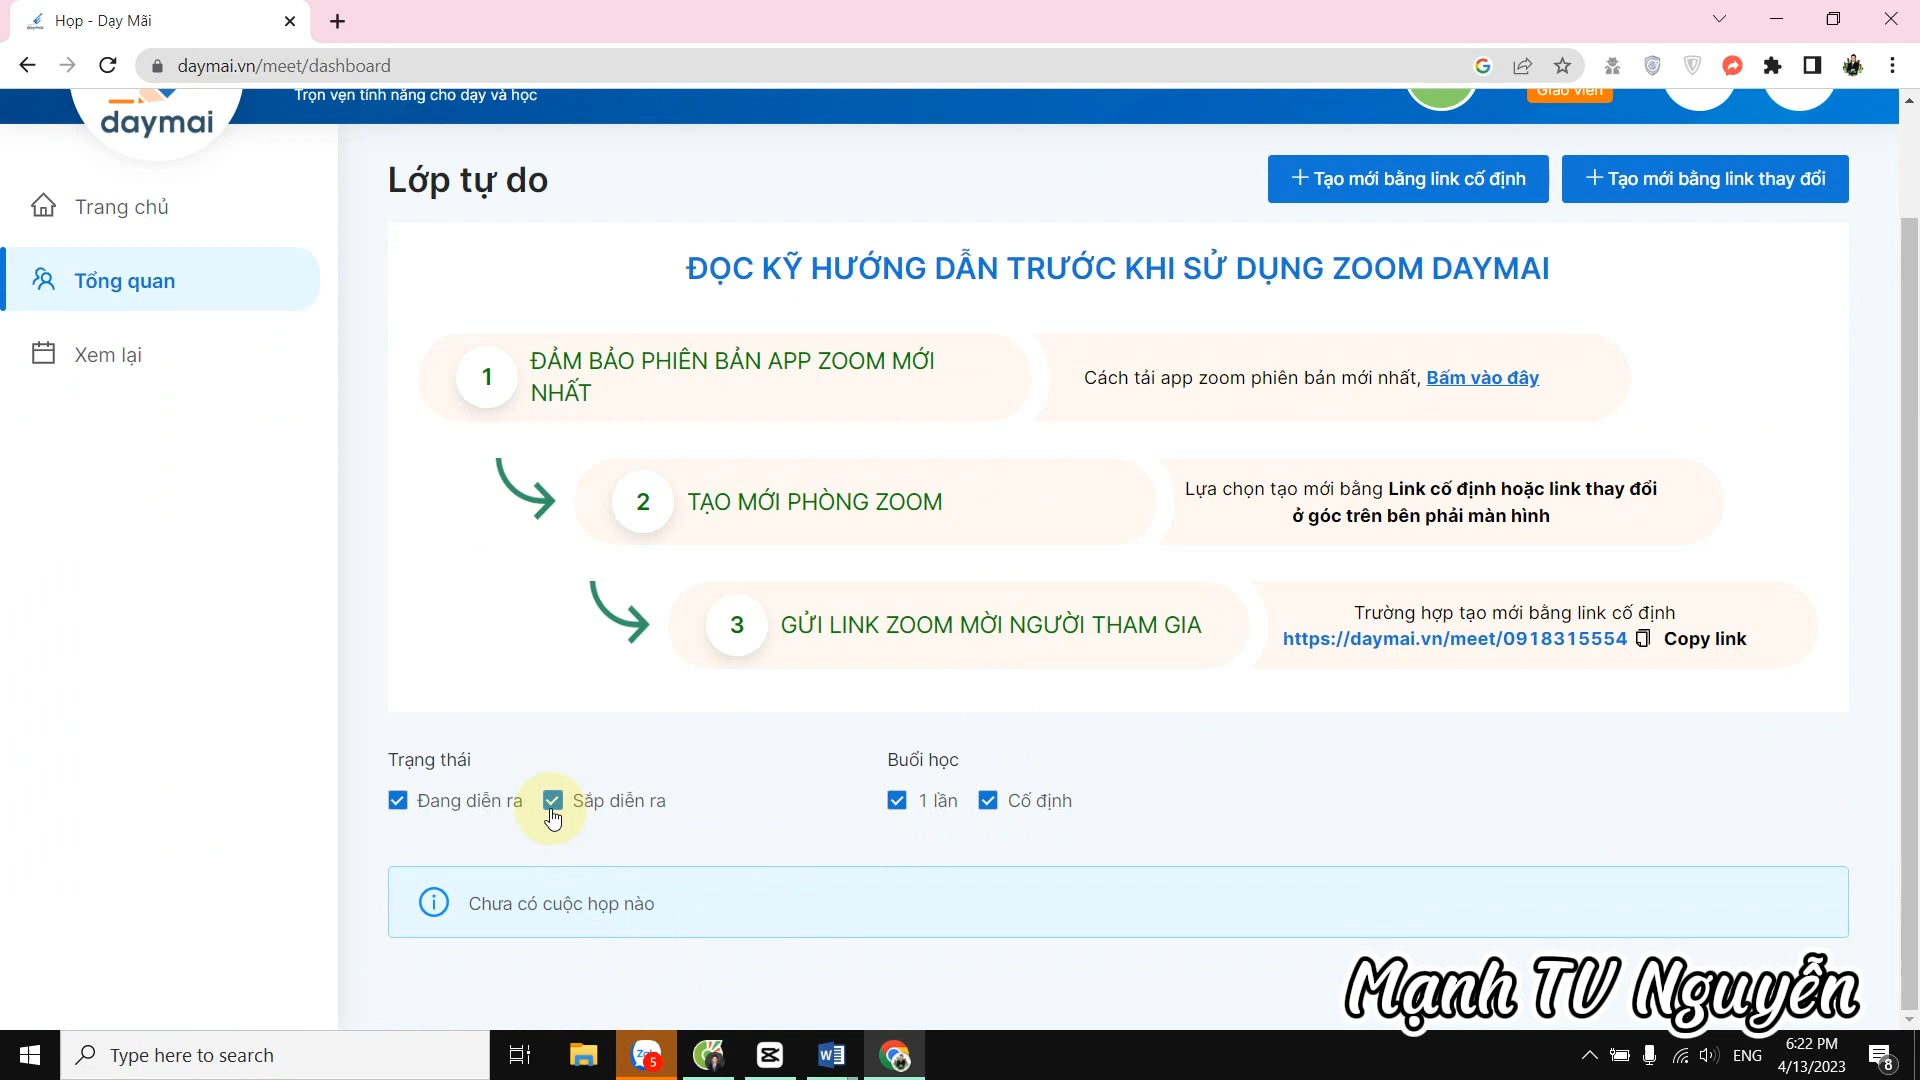 Họp - Dạy Mãi
daymai.vn/meet/dashboard
Trọn vẹn tính năng cho dạy và học
Giáo viên
daymai
Trang chủ
Tổng quan
Xem lại
Lớp tự do
+ Tạo mới bằng link cố định
+ Tạo mới bằng link thay đổi
ĐỌC KỸ HƯỚNG DẪN TRƯỚC KHI SỬ DỤNG ZOOM DAYMAI
1
ĐẢM BẢO PHIÊN BẢN APP ZOOM MỚI
NHẤT
Cách tải app zoom phiên bản mới nhất, Bấm vào đây
2
TẠO MỚI PHÒNG ZOOM
Lựa chọn tạo mới bằng Link cố định hoặc link thay đổi
ở góc trên bên phải màn hình
3
GỬI LINK ZOOM MỜI NGƯỜI THAM GIA
Trường hợp tạo mới bằng link cố định
https://daymai.vn/meet/0918315554 Copy link
Trạng thái
Đang diễn ra
Sắp diễn ra
Buổi học
1 lần
Cố định
Chưa có cuộc họp nào
Mạnh TV Nguyễn
Type here to search
5
ENG
6:22 PM
4/13/2023
8